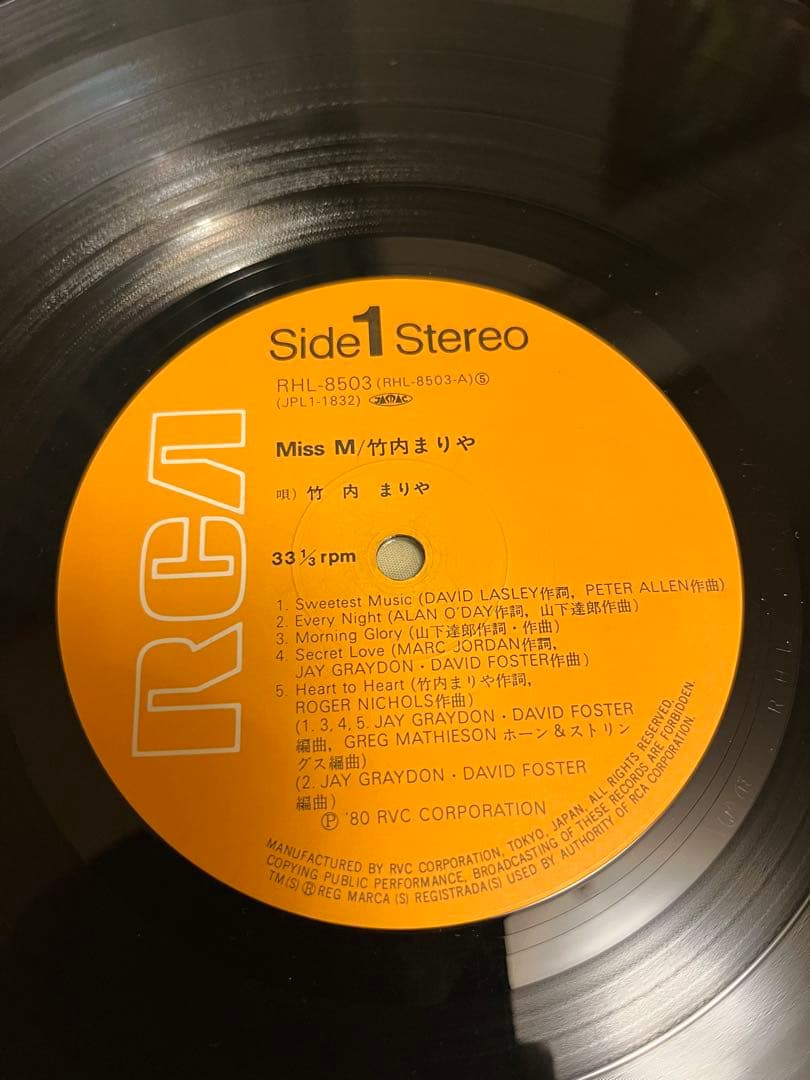 Side 1 Stereo
RHL-8503 (RHL-8503-A)⑤
(JPL1-1832) JASRAC
Miss M/竹内まりや
唄) 竹内 まりや
33 1/3 rpm
1. Sweetest Music (DAVID LASLEY作詞, PETER ALLEN作曲)
2. Every Night (ALAN O'DAY作詞, 山下達郎作曲)
3. Morning Glory (山下達郎作詞・作曲)
4. Secret Love (MARC JORDAN作詞,
JAY GRAYDON・DAVID FOSTER作曲)
5. Heart to Heart (竹内まりや作詞,
ROGER NICHOLS作曲)
(1. 3, 4, 5. JAY GRAYDON・DAVID FOSTER
編曲, GREG MATHIESON ホーン&ストリン
グス編曲)
(2. JAY GRAYDON・DAVID FOSTER
編曲)
Ⓟ '80 RVC CORPORATION
MANUFACTURED BY RVC CORPORATION, TOKYO, JAPAN, ALL RIGHTS RESERVED.
COPYING PUBLIC PERFORMANCE, BROADCASTING OF THESE RECORDS ARE FORBIDDEN.
TM(S) ® REG MARCA (S) REGISTRADA(S) USED BY AUTHORITY OF RCA CORPORATION.
RCA
RHL